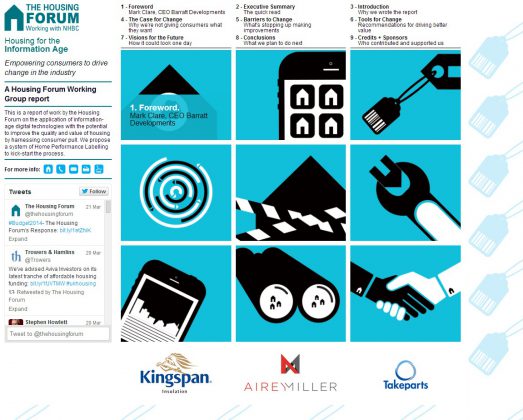 THE HOUSING
FORUM
Working with NHBC
Housing for the
Information Age
Empowering consumers to drive
change in the industry
A Housing Forum Working
Group report
This is a report of work by the Housing
Forum on the application of information-
age digital technologies with the potential
to improve the quality and value of housing
by harnessing consumer pull. We propose
a system of Home Performance Labelling
to kick-start the process.
For more info:
Tweets
Follow
The Housing Forum
21 Mar
@thehousingforum
#Budget2014- The Housing
Forum's Response:
Expand
Trowers & Hamlins
20 Mar
@Trowers
We've advised Aviva Investors on its
latest tranche of affordable housing
funding: bit.ly/1UVTMW #ukhousing
Retweeted by The Housing
Forum
Expand
Stephen Howlett
20 Mar
Tweet to @thehousingforum
1 - Foreword
Mark Clare, CEO Barratt Developments
2 - Executive Summary
The quick read
3 - Introduction
Why we wrote the report
4 - The Case for Change
Why we're not giving consumers what
they want
5 - Barriers to Change
What's stopping up making
improvements
6 - Tools for Change
Recommendations for driving better
value
7 - Visions for the Future
How it could look one day
8 - Conclusions
What we plan to do next
9 - Credits + Sponsors
Who contributed and supported us
1. Foreword.
Mark Clare, CEO Barratt
Developments
Kingspan
Insulation
AIREY MILLER
Takeparts